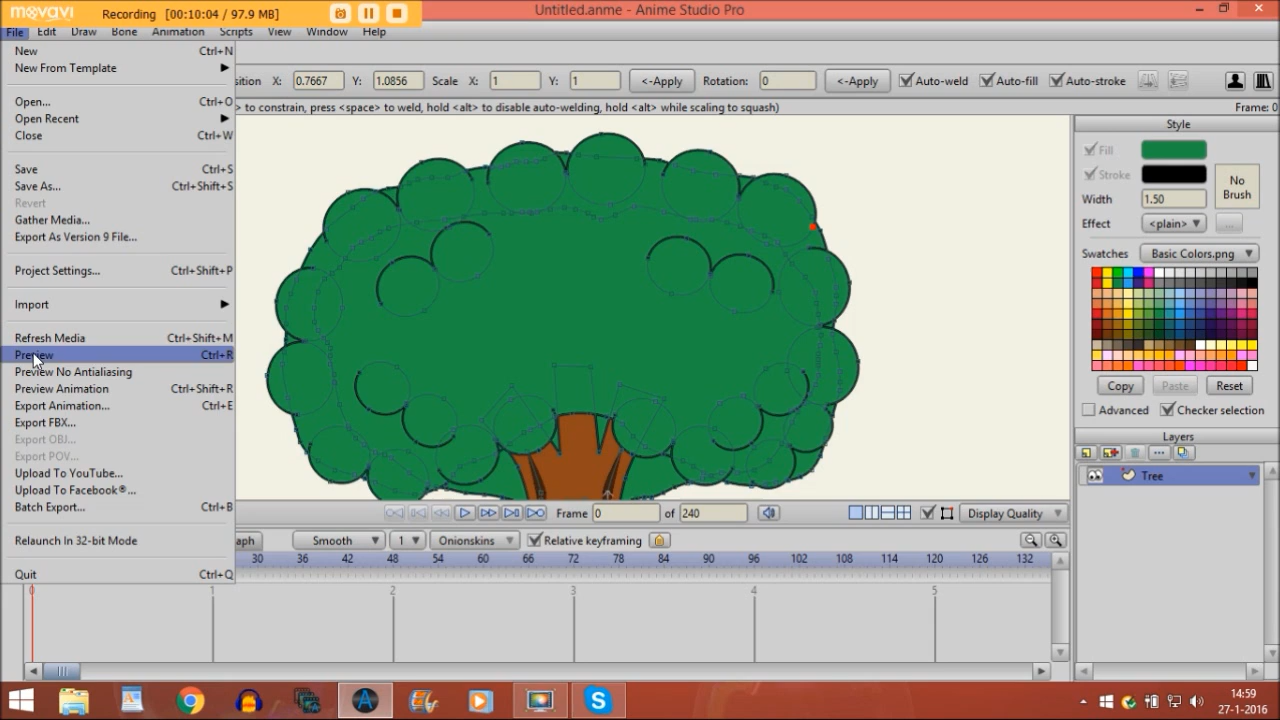 movavi Recording (00:10:04 / 97.9 MB) Untitled.anme - Anime Studio Pro
File Edit Draw Bone Animation Scripts View Window Help
New Ctrl+N
New From Template
Open... Ctrl+O
Open Recent
Close Ctrl+W
Save Ctrl+S
Save As... Ctrl+Shift+S
Revert
Gather Media...
Export As Version 9 File...
Project Settings... Ctrl+Shift+P
Import
Refresh Media Ctrl+Shift+M
Preview Ctrl+R
Preview No Antialiasing
Preview Animation Ctrl+Shift+R
Export Animation... Ctrl+E
Export FBX...
Export OBJ...
Export POV...
Upload To YouTube...
Upload To Facebook®...
Batch Export... Ctrl+B
Relaunch In 32-bit Mode
Quit Ctrl+Q
sition X: 0.7667 Y: 1.0856 Scale X: 1 Y: 1 <-Apply Rotation: 0 <-Apply Auto-weld Auto-fill Auto-stroke
> to constrain, press <space> to weld, hold <alt> to disable auto-welding, hold <alt> while scaling to squash) Frame: 0
Style
Fill
Stroke
No Brush
Width 1.50
Effect <plain> ...
Swatches Basic Colors.png
Copy Paste Reset
Advanced Checker selection
Layers
Tree
Frame 0 of 240 Display Quality
aph Smooth 1 Onionskins Relative keyframing
30 36 42 48 54 60 66 72 78 84 90 96 102 108 114 120 126 132
0 1 2 3 4 5
14:59
27-1-2016